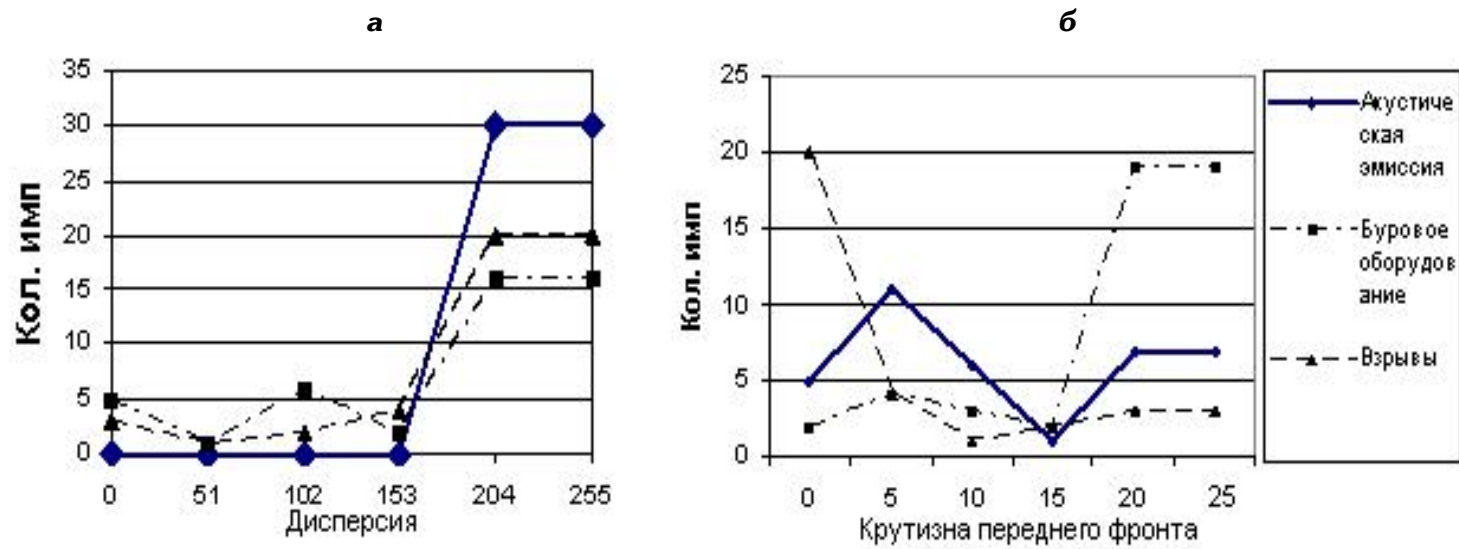 а
35
30
25
20
15
10
5
0
Кол. имп
0 51 102 153 204 255
Дисперсия
б
25
20
15
10
5
0
Кол. имп
0 5 10 15 20 25
Крутизна переднего фронта
Акустиче
ская
эмиссия
Буровое
оборудов
ание
Взрывы